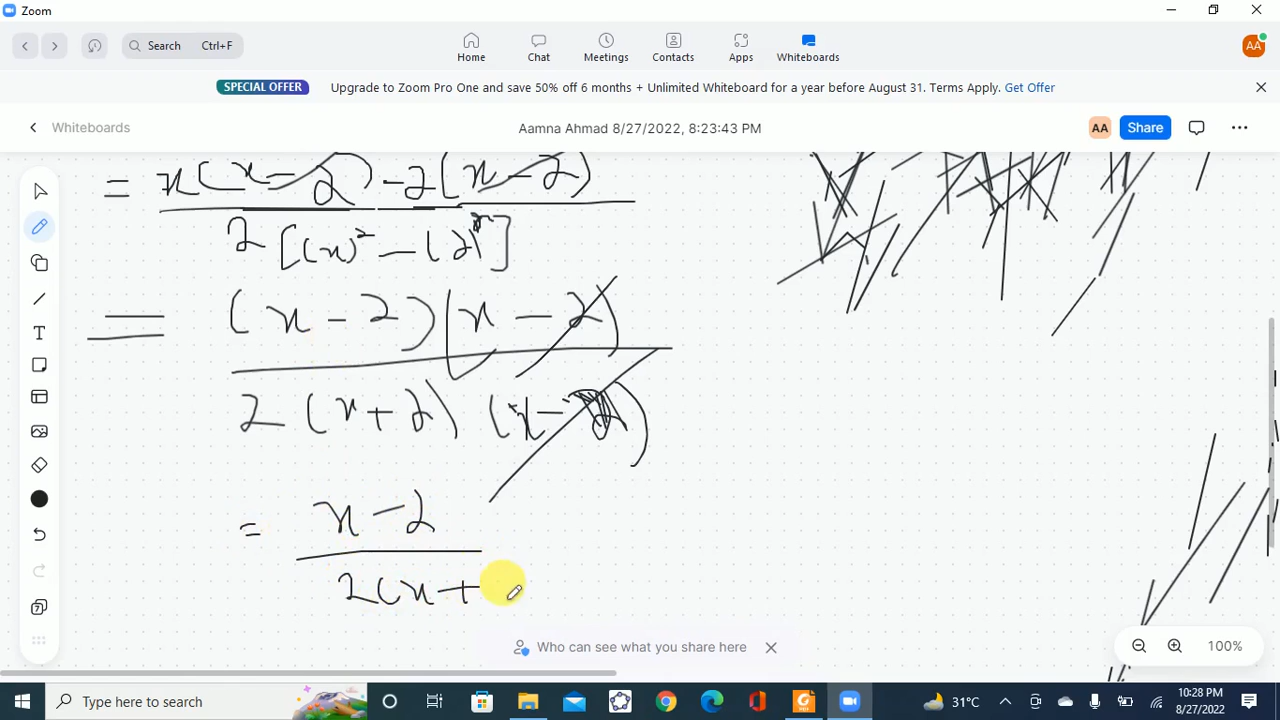 Zoom
Search Ctrl+F
Home Chat Meetings Contacts Apps Whiteboards
AA
SPECIAL OFFER Upgrade to Zoom Pro One and save 50% off 6 months + Unlimited Whiteboard for a year before August 31. Terms Apply. Get Offer
Whiteboards Aamna Ahmad 8/27/2022, 8:23:43 PM AA Share
= x(x-2)-2(x-2)
2[(x)²-(2)²]
= (x-2)(x-2)
2(x+2)(x-2)
= x-2
2(x+
Who can see what you share here
100%
Type here to search 31°C 10:28 PM
8/27/2022